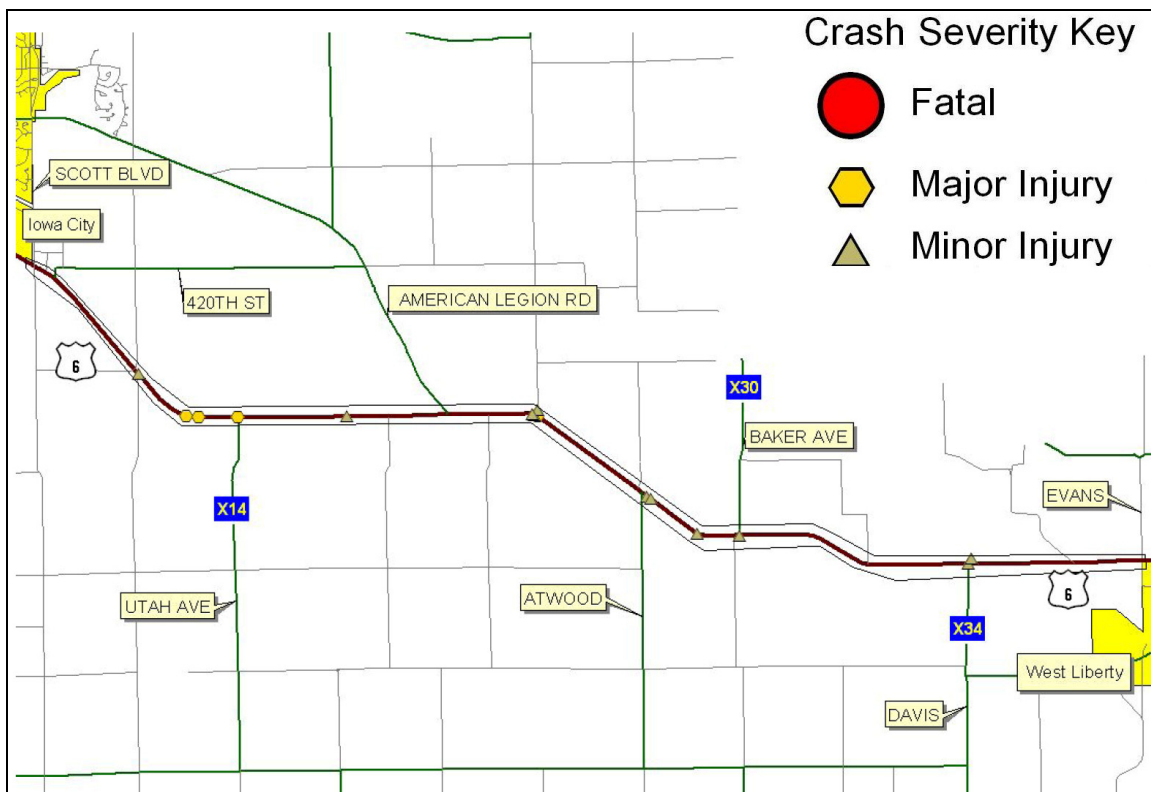 Crash Severity Key
Fatal
Major Injury
Minor Injury
SCOTT BLVD
Iowa City
420TH ST
AMERICAN LEGION RD
6
X30
BAKER AVE
EVANS
X14
UTAH AVE
ATWOOD
6
X34
West Liberty
DAVIS